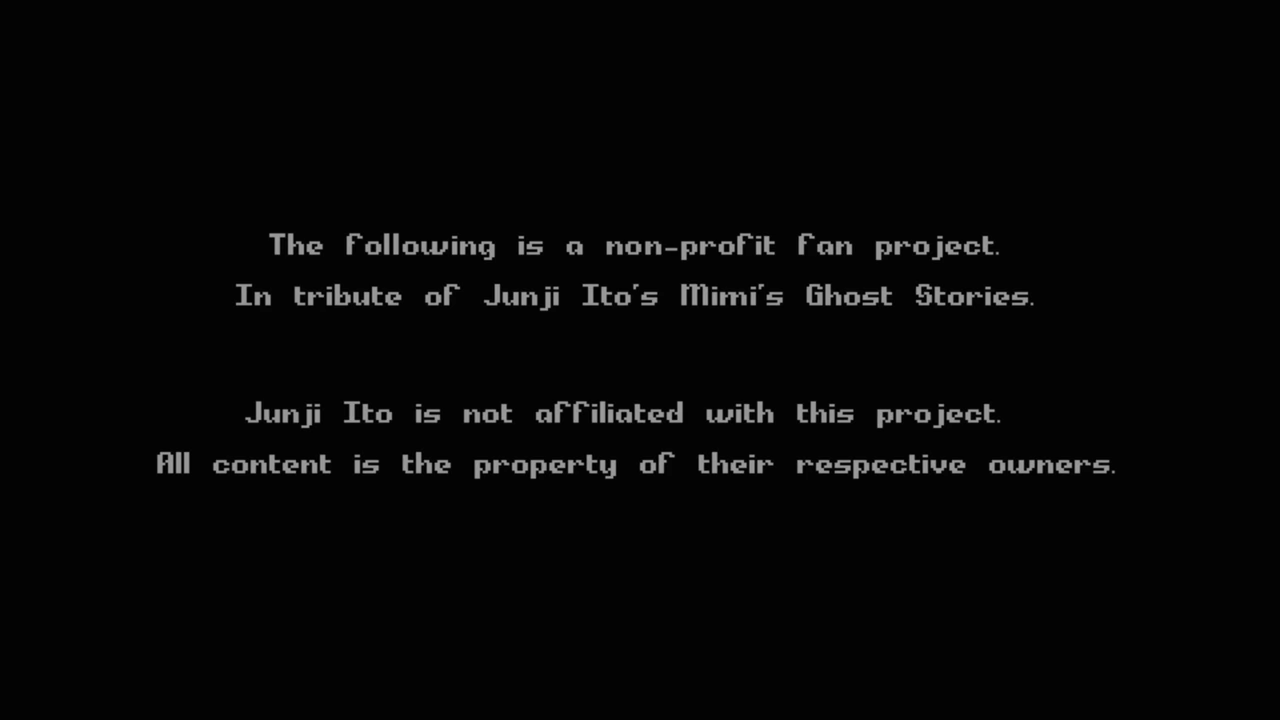 The following is a non-profit fan project.
In tribute of Junji Ito's Mimi's Ghost Stories.
Junji Ito is not affiliated with this project.
All content is the property of their respective owners.